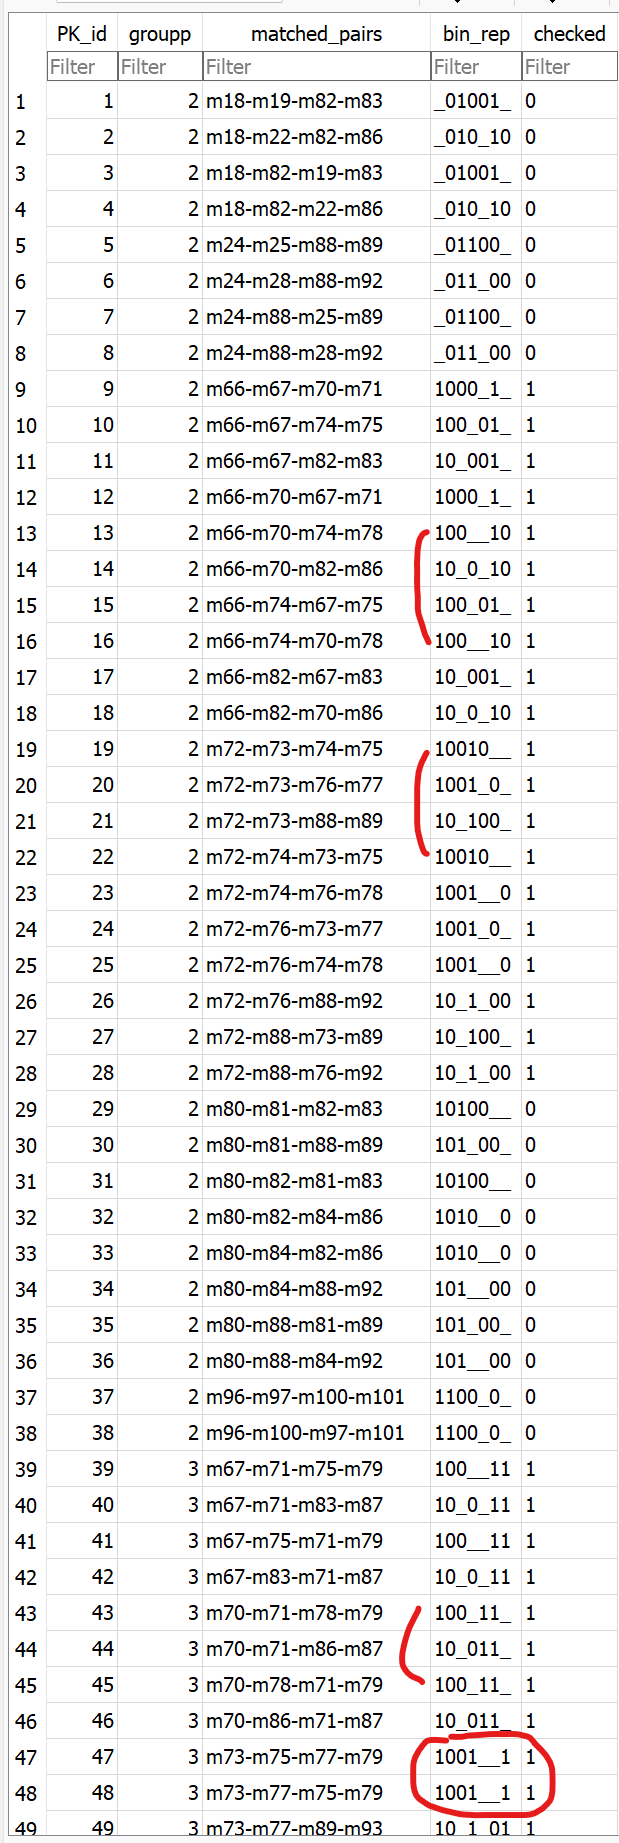 PK_id groupp matched_pairs bin_rep checked
Filter Filter Filter Filter Filter
1 1 2 m18-m19-m82-m83 _01001_ 0
2 2 2 m18-m22-m82-m86 _010_10 0
3 3 2 m18-m82-m19-m83 _01001_ 0
4 4 2 m18-m82-m22-m86 _010_10 0
5 5 2 m24-m25-m88-m89 _01100_ 0
6 6 2 m24-m28-m88-m92 _011_00 0
7 7 2 m24-m88-m25-m89 _01100_ 0
8 8 2 m24-m88-m28-m92 _011_00 0
9 9 2 m66-m67-m70-m71 1000_1_ 1
10 10 2 m66-m67-m74-m75 100_01_ 1
11 11 2 m66-m67-m82-m83 10_001_ 1
12 12 2 m66-m70-m67-m71 1000_1_ 1
13 13 2 m66-m70-m74-m78 100__10 1
14 14 2 m66-m70-m82-m86 10_0_10 1
15 15 2 m66-m74-m67-m75 100_01_ 1
16 16 2 m66-m74-m70-m78 100__10 1
17 17 2 m66-m82-m67-m83 10_001_ 1
18 18 2 m66-m82-m70-m86 10_0_10 1
19 19 2 m72-m73-m74-m75 10010__ 1
20 20 2 m72-m73-m76-m77 1001_0_ 1
21 21 2 m72-m73-m88-m89 10_100_ 1
22 22 2 m72-m74-m73-m75 10010__ 1
23 23 2 m72-m74-m76-m78 1001__0 1
24 24 2 m72-m76-m73-m77 1001_0_ 1
25 25 2 m72-m76-m74-m78 1001__0 1
26 26 2 m72-m76-m88-m92 10_1_00 1
27 27 2 m72-m88-m73-m89 10_100_ 1
28 28 2 m72-m88-m76-m92 10_1_00 1
29 29 2 m80-m81-m82-m83 10100__ 0
30 30 2 m80-m81-m88-m89 101_00_ 0
31 31 2 m80-m82-m81-m83 10100__ 0
32 32 2 m80-m82-m84-m86 1010__0 0
33 33 2 m80-m84-m82-m86 1010__0 0
34 34 2 m80-m84-m88-m92 101__00 0
35 35 2 m80-m88-m81-m89 101_00_ 0
36 36 2 m80-m88-m84-m92 101__00 0
37 37 2 m96-m97-m100-m101 1100_0_ 0
38 38 2 m96-m100-m97-m101 1100_0_ 0
39 39 3 m67-m71-m75-m79 100__11 1
40 40 3 m67-m71-m83-m87 10_0_11 1
41 41 3 m67-m75-m71-m79 100__11 1
42 42 3 m67-m83-m71-m87 10_0_11 1
43 43 3 m70-m71-m78-m79 100_11_ 1
44 44 3 m70-m71-m86-m87 10_011_ 1
45 45 3 m70-m78-m71-m79 100_11_ 1
46 46 3 m70-m86-m71-m87 10_011_ 1
47 47 3 m73-m75-m77-m79 1001__1 1
48 48 3 m73-m77-m75-m79 1001__1 1
49 49 3 m73-m77-m89-m93 10_1_01 1